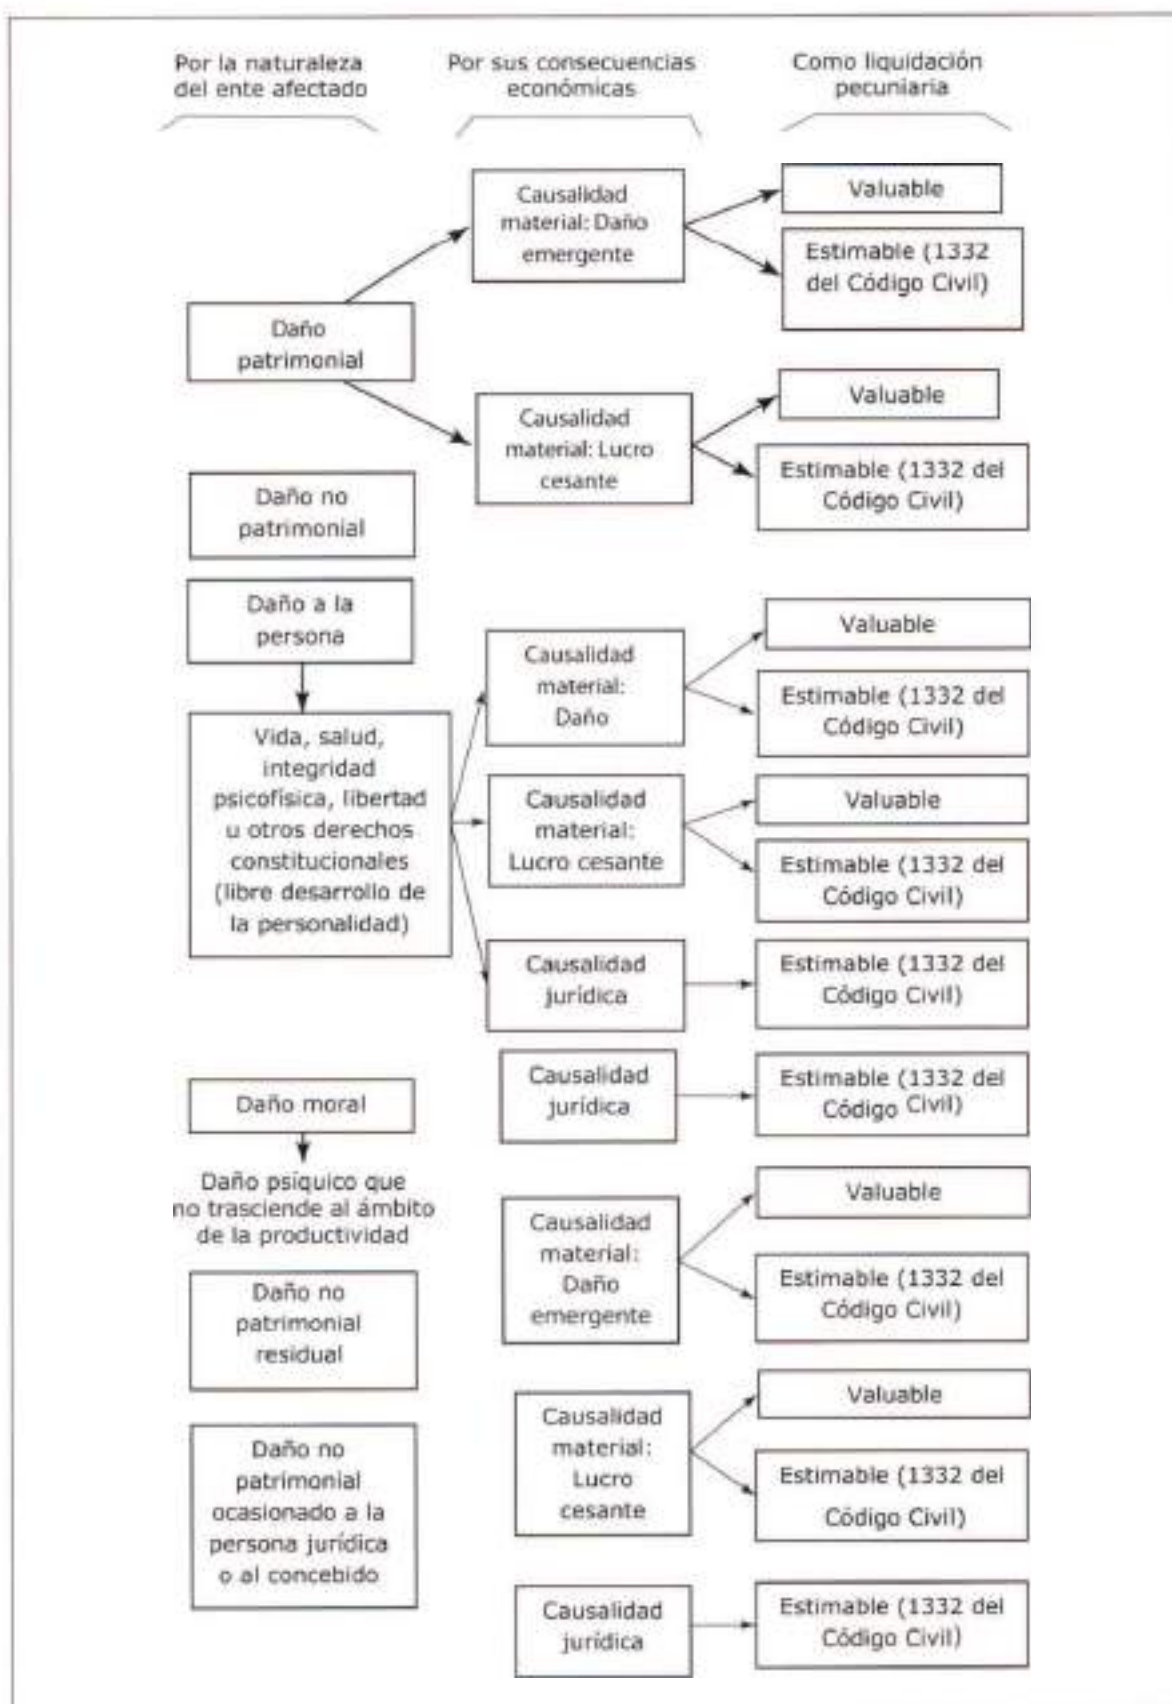 Por la naturaleza
del ente afectado
Por sus consecuencias
económicas
Como liquidación
pecuniaria
Causalidad
material: Daño
emergente
Valuable
Estimable (1332
del Código Civil)
Daño
patrimonial
Causalidad
material: Lucro
cesante
Valuable
Estimable (1332 del
Código Civil)
Daño no
patrimonial
Daño a la
persona
Vida, salud,
integridad
psicofísica, libertad
u otros derechos
constitucionales
(libre desarrollo de
la personalidad)
Causalidad
material:
Daño
Valuable
Estimable (1332 del
Código Civil)
Causalidad
material:
Lucro cesante
Valuable
Estimable (1332 del
Código Civil)
Causalidad
jurídica
Estimable (1332 del
Código Civil)
Daño moral
Daño psíquico que
no trasciende al ámbito
de la productividad
Causalidad
jurídica
Estimable (1332 del
Código Civil)
Daño no
patrimonial
residual
Daño no
patrimonial
ocasionado a la
persona jurídica
o al concebido
Causalidad
material:
Daño
emergente
Valuable
Estimable (1332 del
Código Civil)
Causalidad
material:
Lucro
cesante
Valuable
Estimable (1332 del
Código Civil)
Causalidad
jurídica
Estimable (1332 del
Código Civil)